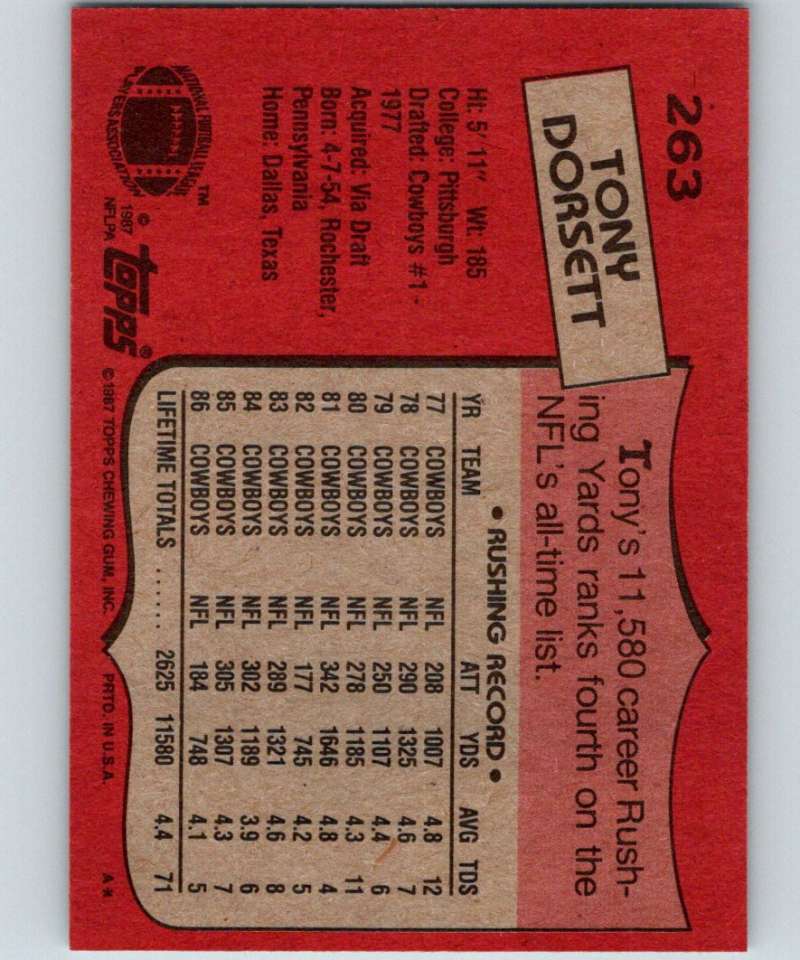 263
TONY
DORSETT
Ht: 5' 11" Wt: 185
College: Pittsburgh
Drafted: Cowboys #1 -
1977
Acquired: Via Draft
Born: 4-7-54, Rochester,
Pennsylvania
Home: Dallas, Texas
NATIONAL FOOTBALL LEAGUE
PLAYERS ASSOCIATION
TM
© 1987
NFLPA
topps®
Tony's 11,580 career Rush-
ing Yards ranks fourth on the
NFL's all-time list.
• RUSHING RECORD •
YR TEAM ATT YDS AVG TDS
77 COWBOYS NFL 208 1007 4.8 12
78 COWBOYS NFL 290 1325 4.6 7
79 COWBOYS NFL 250 1107 4.4 6
80 COWBOYS NFL 278 1185 4.3 11
81 COWBOYS NFL 342 1646 4.8 4
82 COWBOYS NFL 177 745 4.2 5
83 COWBOYS NFL 289 1321 4.6 8
84 COWBOYS NFL 302 1189 3.9 6
85 COWBOYS NFL 305 1307 4.3 7
86 COWBOYS NFL 184 748 4.1 5
LIFETIME TOTALS ...... 2625 11580 4.4 71
©1987 TOPPS CHEWING GUM, INC. * PRTD. IN U.S.A. A*